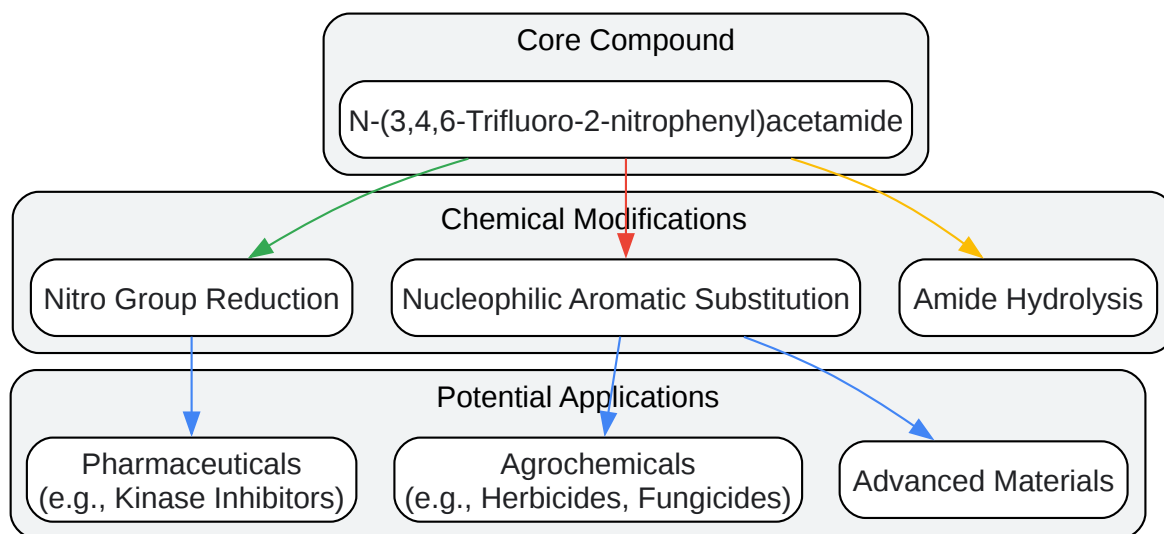 Core Compound
N-(3,4,6-Trifluoro-2-nitrophenyl)acetamide
Chemical Modifications
Nitro Group Reduction
Nucleophilic Aromatic Substitution
Amide Hydrolysis
Potential Applications
Pharmaceuticals
(e.g., Kinase Inhibitors)
Agrochemicals
(e.g., Herbicides, Fungicides)
Advanced Materials